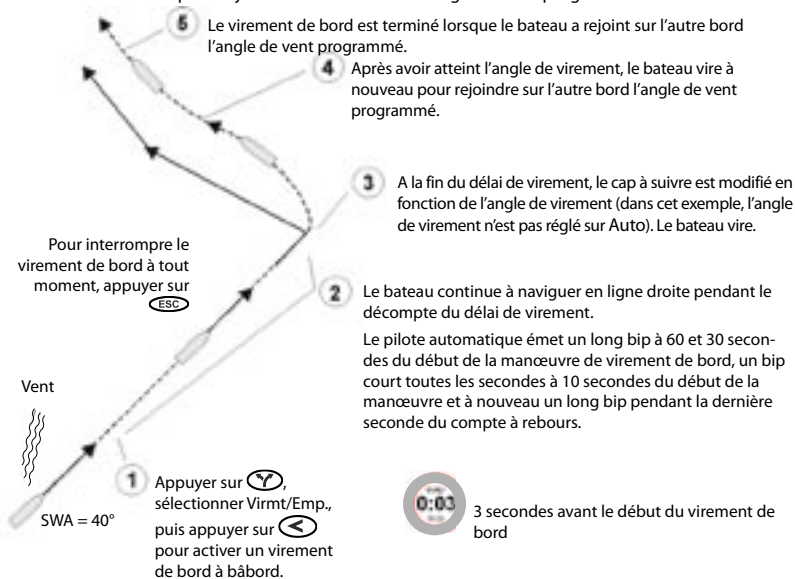 5 Le virement de bord est terminé lorsque le bateau a rejoint sur l'autre bord
l'angle de vent programmé.
4 Après avoir atteint l'angle de virement, le bateau vire à
nouveau pour rejoindre sur l'autre bord l'angle de vent
programmé.
3 A la fin du délai de virement, le cap à suivre est modifié en
fonction de l'angle de virement (dans cet exemple, l'angle
de virement n'est pas réglé sur Auto). Le bateau vire.
Pour interrompre le
virement de bord à tout
moment, appuyer sur
ESC
2 Le bateau continue à naviguer en ligne droite pendant le
décompte du délai de virement.
Le pilote automatique émet un long bip à 60 et 30 secon-
des du début de la manœuvre de virement de bord, un bip
court toutes les secondes à 10 secondes du début de la
manœuvre et à nouveau un long bip pendant la dernière
seconde du compte à rebours.
Vent
SWA = 40°
1 Appuyer sur ,
sélectionner Virmt/Emp.,
puis appuyer sur <
pour activer un virement
de bord à bâbord.
0:03
3 secondes avant le début du virement de
bord